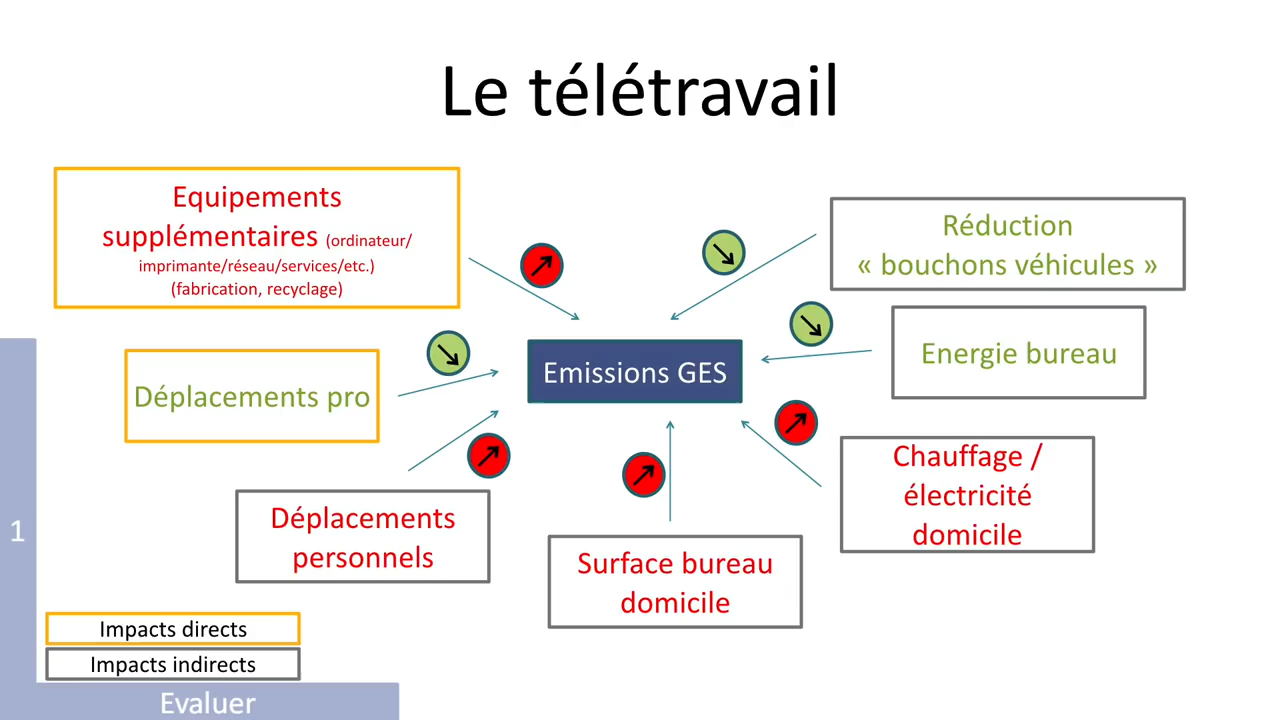 Le télétravail
Equipements
supplémentaires (ordinateur/
imprimante/réseau/services/etc.)
(fabrication, recyclage)
Réduction
« bouchons véhicules »
Energie bureau
Emissions GES
Déplacements pro
Chauffage /
électricité
domicile
Déplacements
personnels
Surface bureau
domicile
1
Impacts directs
Impacts indirects
Evaluer